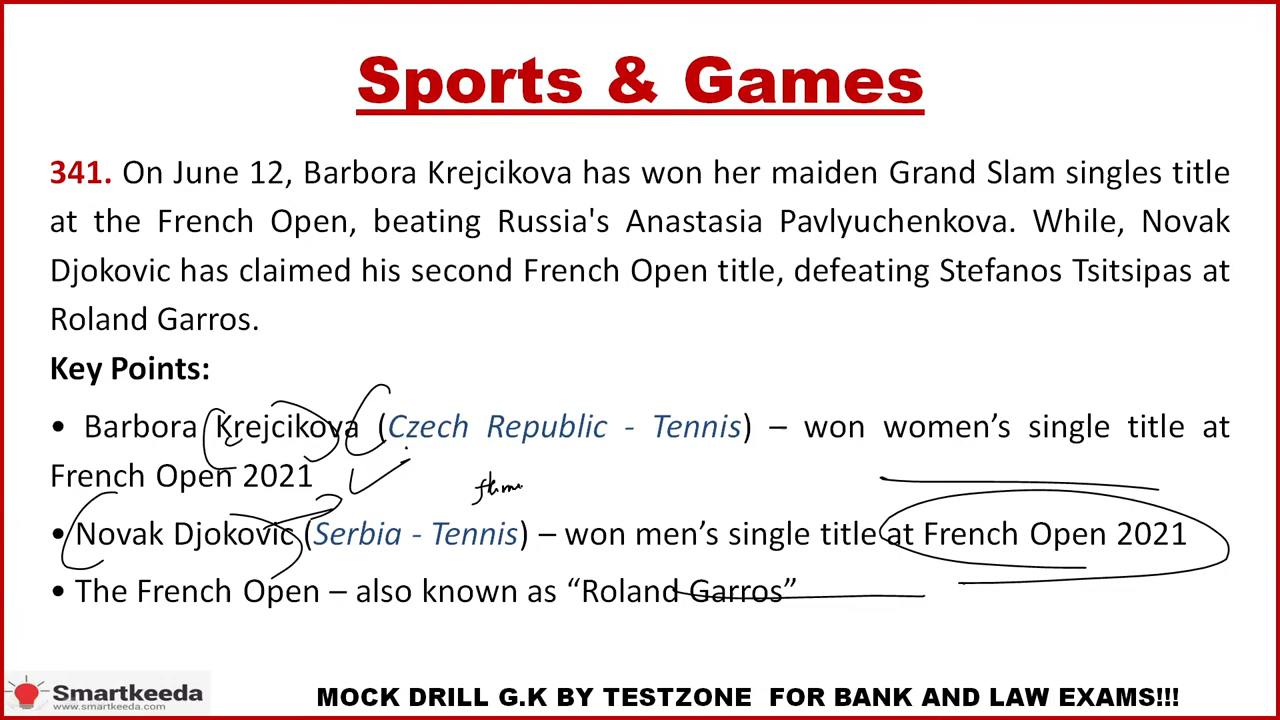 Sports & Games
341. On June 12, Barbora Krejcikova has won her maiden Grand Slam singles title
at the French Open, beating Russia's Anastasia Pavlyuchenkova. While, Novak
Djokovic has claimed his second French Open title, defeating Stefanos Tsitsipas at
Roland Garros.
Key Points:
• Barbora Krejcikova (Czech Republic - Tennis) – won women’s single title at
French Open 2021
• Novak Djokovic (Serbia - Tennis) – won men’s single title at French Open 2021
• The French Open – also known as “Roland Garros”
Smartkeeda
www.smartkeeda.com
MOCK DRILL G.K BY TESTZONE FOR BANK AND LAW EXAMS!!!